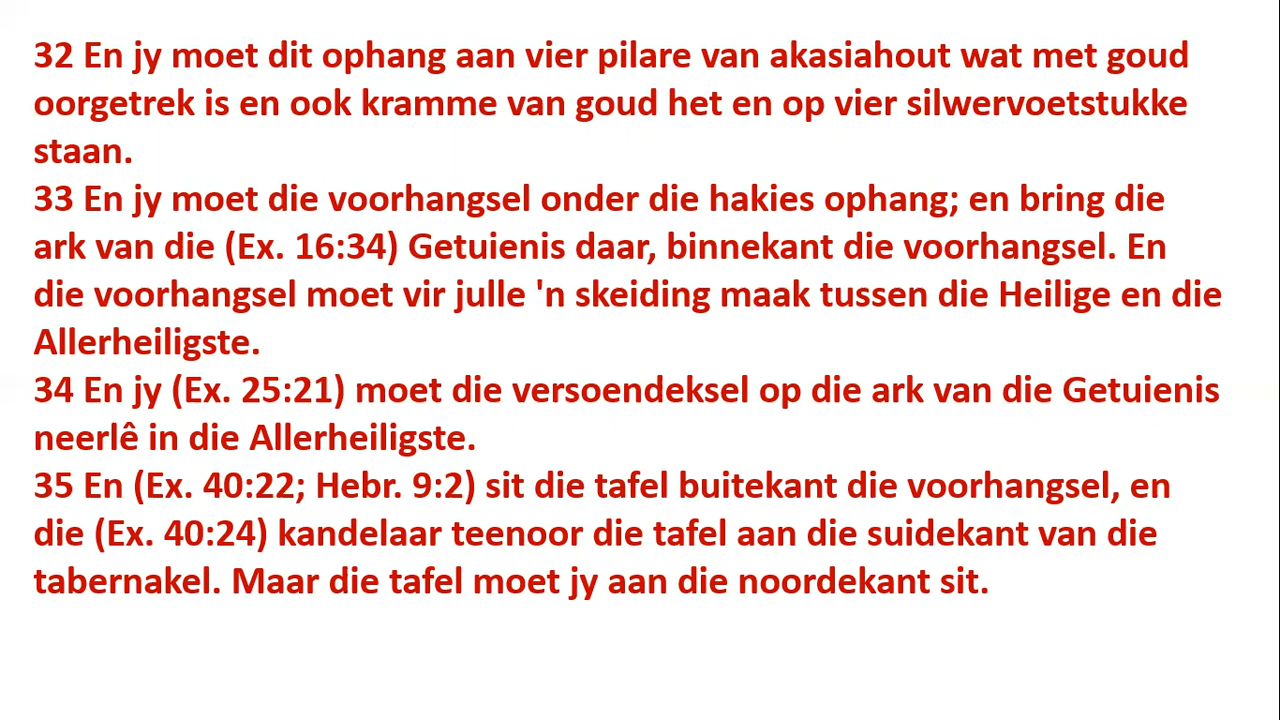 32 En jy moet dit ophang aan vier pilare van akasiahout wat met goud
oorgetrek is en ook kramme van goud het en op vier silwervoetstukke
staan.
33 En jy moet die voorhangsel onder die hakies ophang; en bring die
ark van die (Ex. 16:34) Getuienis daar, binnekant die voorhangsel. En
die voorhangsel moet vir julle 'n skeiding maak tussen die Heilige en die
Allerheiligste.
34 En jy (Ex. 25:21) moet die versoendeksel op die ark van die Getuienis
neerlê in die Allerheiligste.
35 En (Ex. 40:22; Hebr. 9:2) sit die tafel buitekant die voorhangsel, en
die (Ex. 40:24) kandelaar teenoor die tafel aan die suidekant van die
tabernakel. Maar die tafel moet jy aan die noordekant sit.